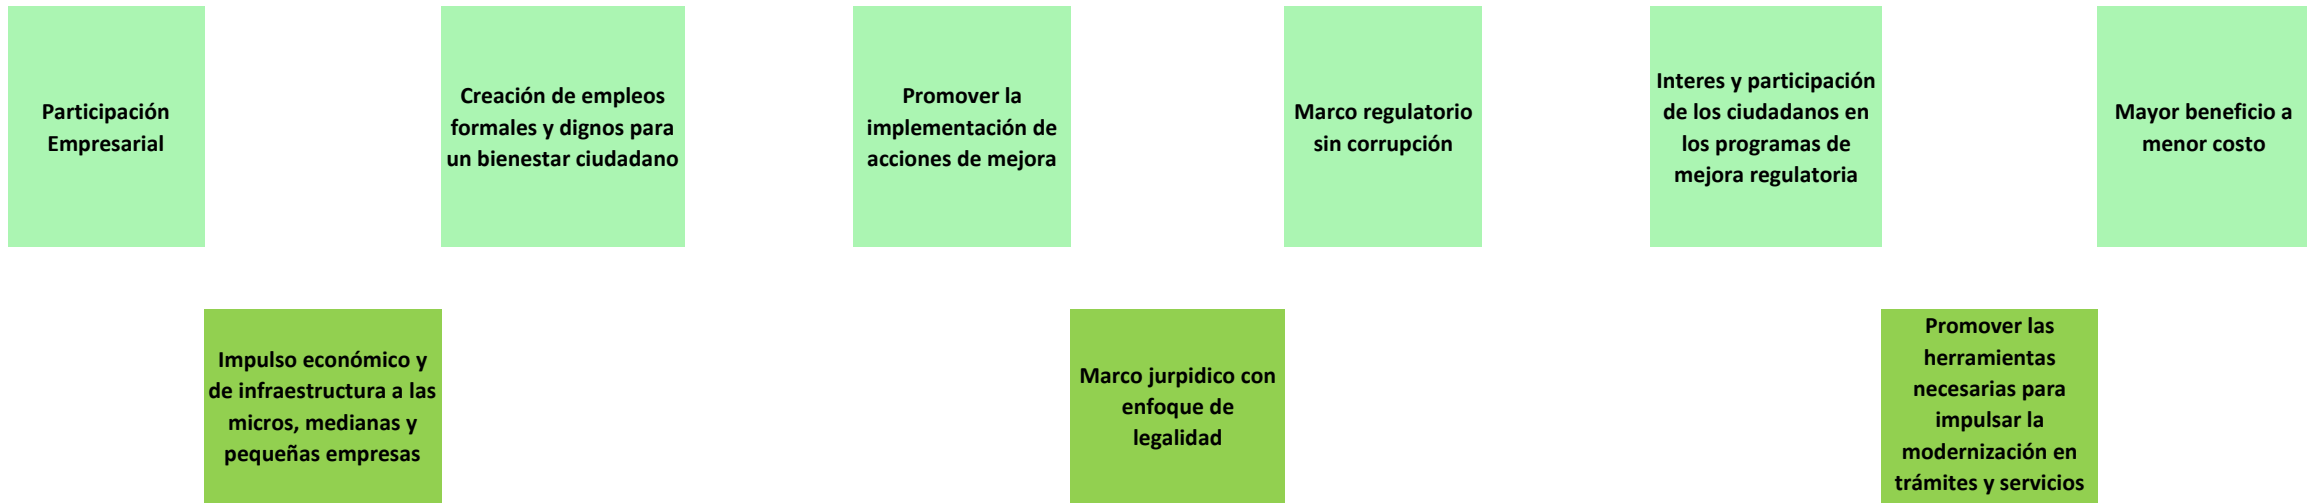 Participación
Empresarial
Creación de empleos
formales y dignos para
un bienestar ciudadano
Promover la
implementación de
acciones de mejora
Marco regulatorio
sin corrupción
Interes y participación
de los ciudadanos en
los programas de
mejora regulatoria
Mayor beneficio a
menor costo
Impulso económico y
de infraestructura a las
micros, medianas y
pequeñas empresas
Marco jurpidico con
enfoque de
legalidad
Promover las
herramientas
necesarias para
impulsar la
modernización en
trámites y servicios